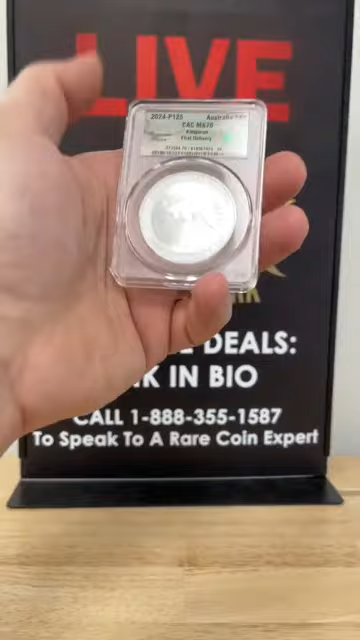 LIVE
2024-P1$$ Australia
CAC MS70
Kangaroo
First Delivery
DEALS:
K IN BIO
CALL 1-888-355-1587
To Speak To A Rare Coin Expert